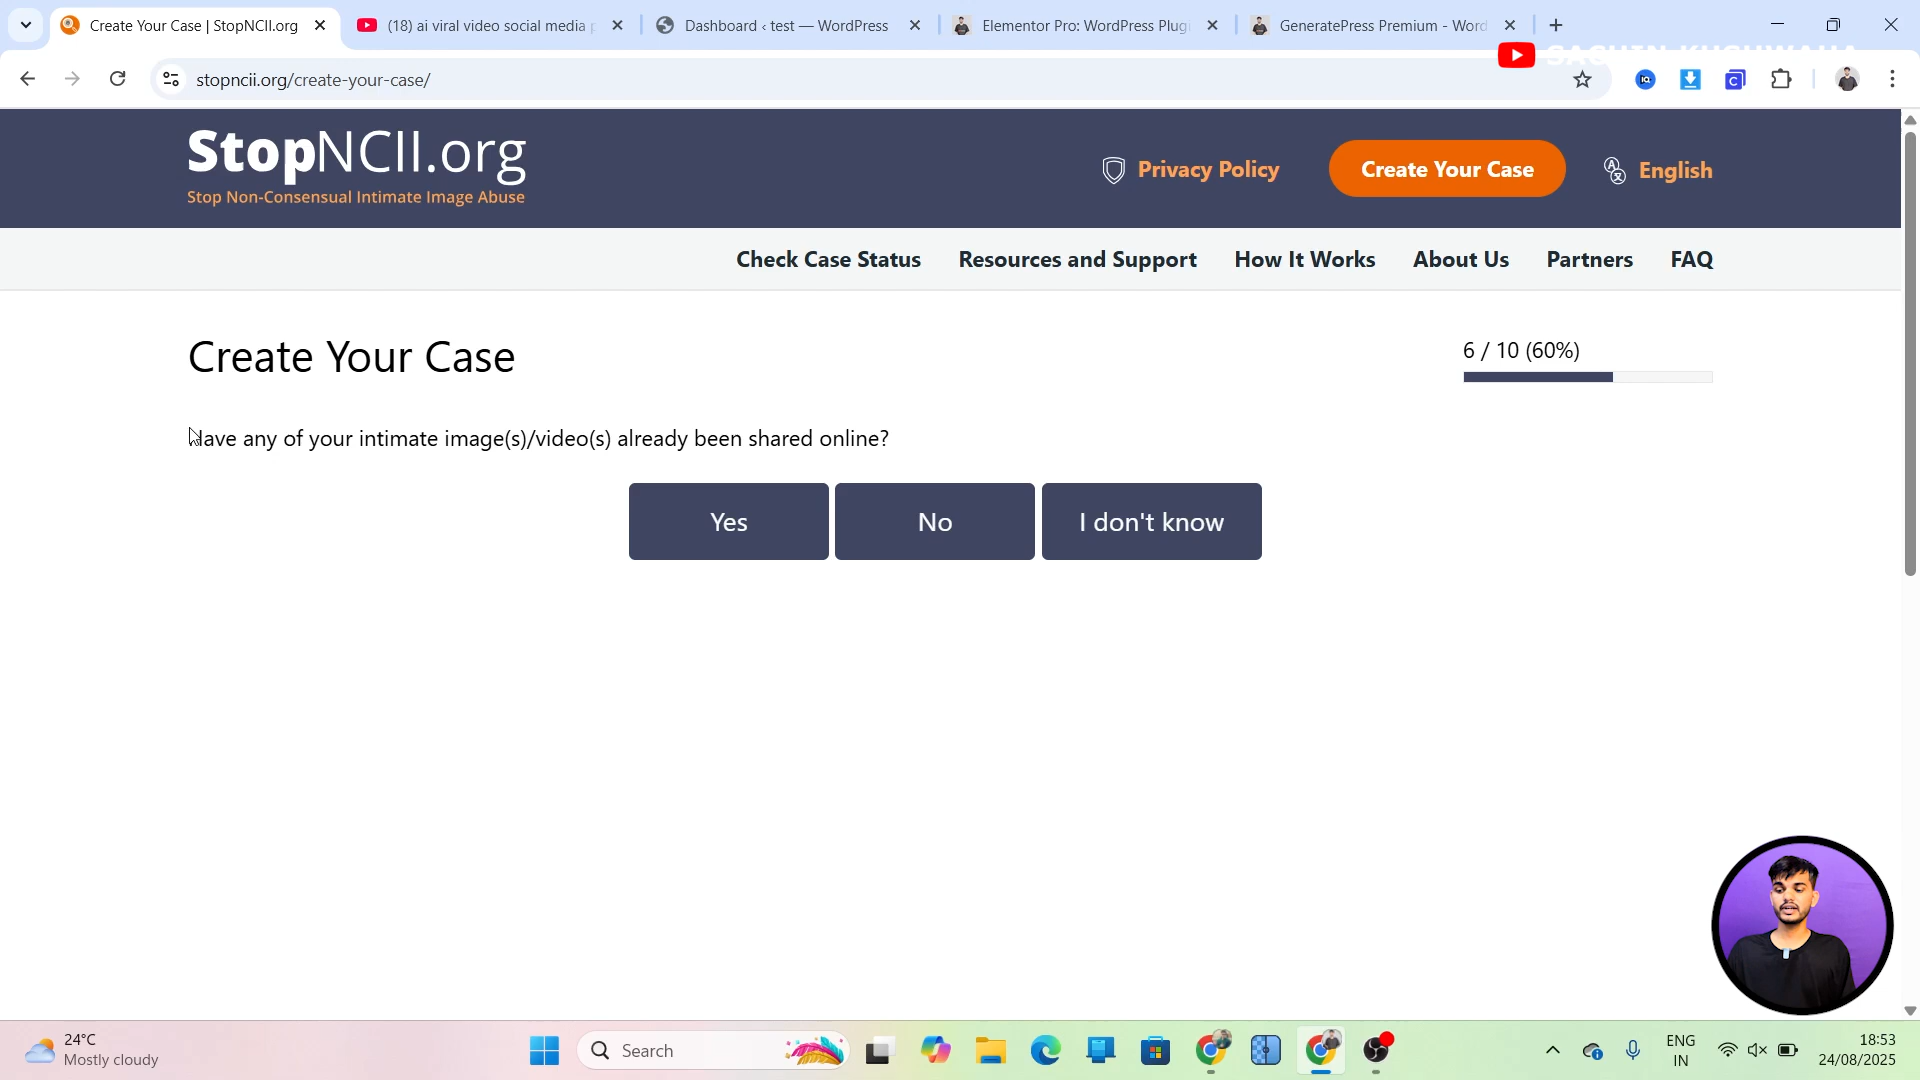 Create Your Case | StopNCII.org
(18) ai viral video social media p
Dashboard ‹ test — WordPress
Elementor Pro: WordPress Plugi
GeneratePress Premium - Word
SACHIN KUSHWAHA
stopncii.org/create-your-case/
StopNCII.org
Stop Non-Consensual Intimate Image Abuse
Privacy Policy
Create Your Case
English
Check Case Status
Resources and Support
How It Works
About Us
Partners
FAQ
Create Your Case
6 / 10 (60%)
Have any of your intimate image(s)/video(s) already been shared online?
Yes
No
I don't know
24°C
Mostly cloudy
Search
ENG
IN
18:53
24/08/2025